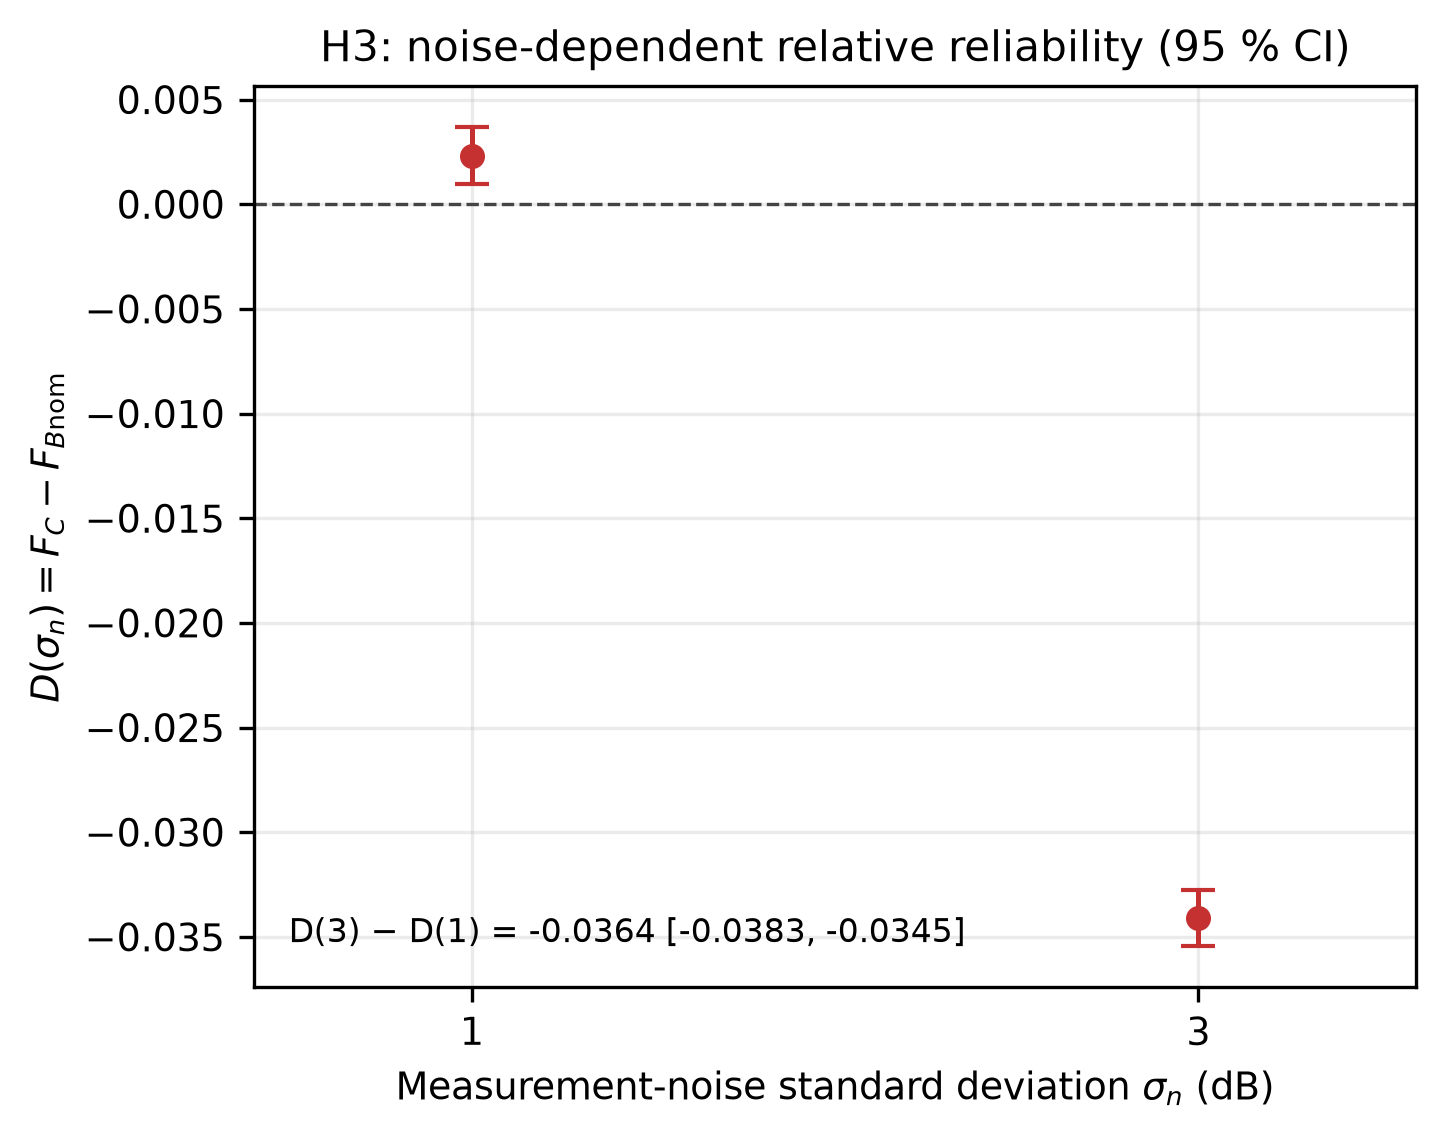 H3: noise-dependent relative reliability (95 % CI)
0.005
0.000
−0.005
−0.010
−0.015
−0.020
−0.025
−0.030
−0.035
D(σₙ) = F_C − F_Bnom
D(3) − D(1) = -0.0364 [-0.0383, -0.0345]
1
3
Measurement-noise standard deviation σₙ (dB)